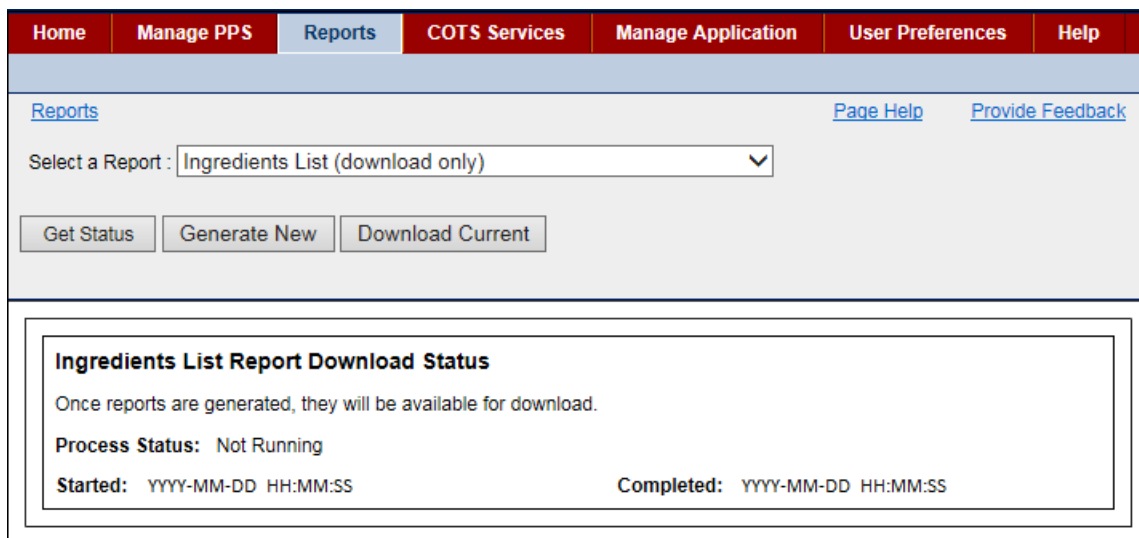 Home Manage PPS Reports COTS Services Manage Application User Preferences Help
Reports Page Help Provide Feedback
Select a Report : Ingredients List (download only)
Get Status Generate New Download Current
Ingredients List Report Download Status
Once reports are generated, they will be available for download.
Process Status: Not Running
Started: YYYY-MM-DD HH:MM:SS Completed: YYYY-MM-DD HH:MM:SS